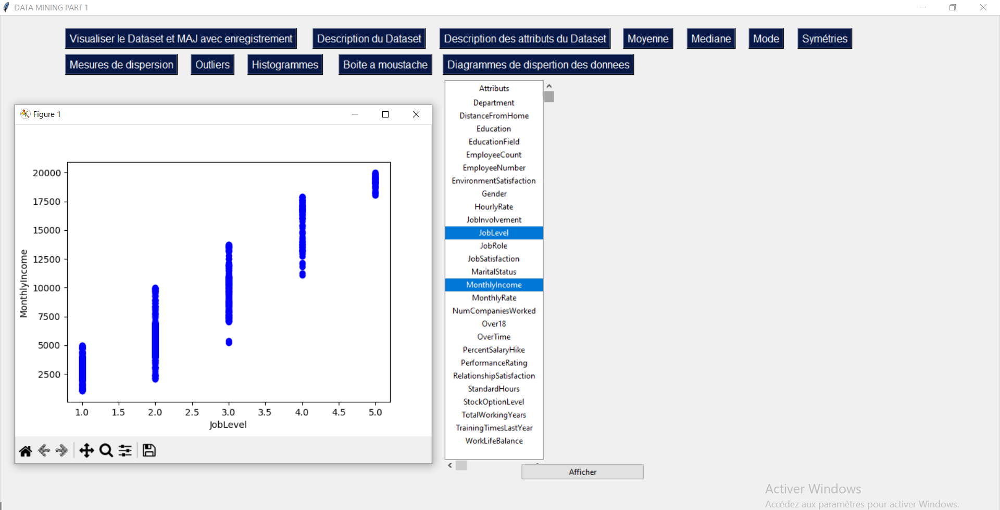 DATA MINING PART 1
Visualiser le Dataset et MAJ avec enregistrement
Description du Dataset
Description des attributs du Dataset
Moyenne
Mediane
Mode
Symétries
Mesures de dispersion
Outliers
Histogrammes
Boite a moustache
Diagrammes de dispertion des donnees
Figure 1
20000
17500
15000
12500
10000
7500
5000
2500
MonthlyIncome
1.0
1.5
2.0
2.5
3.0
3.5
4.0
4.5
5.0
JobLevel
Attributs
Department
DistanceFromHome
Education
EducationField
EmployeeCount
EmployeeNumber
EnvironmentSatisfaction
Gender
HourlyRate
JobInvolvement
JobLevel
JobRole
JobSatisfaction
MaritalStatus
MonthlyIncome
MonthlyRate
NumCompaniesWorked
Over18
OverTime
PercentSalaryHike
PerformanceRating
RelationshipSatisfaction
StandardHours
StockOptionLevel
TotalWorkingYears
TrainingTimesLastYear
WorkLifeBalance
Afficher
Activer Windows
Accédez aux paramètres pour activer Windows.